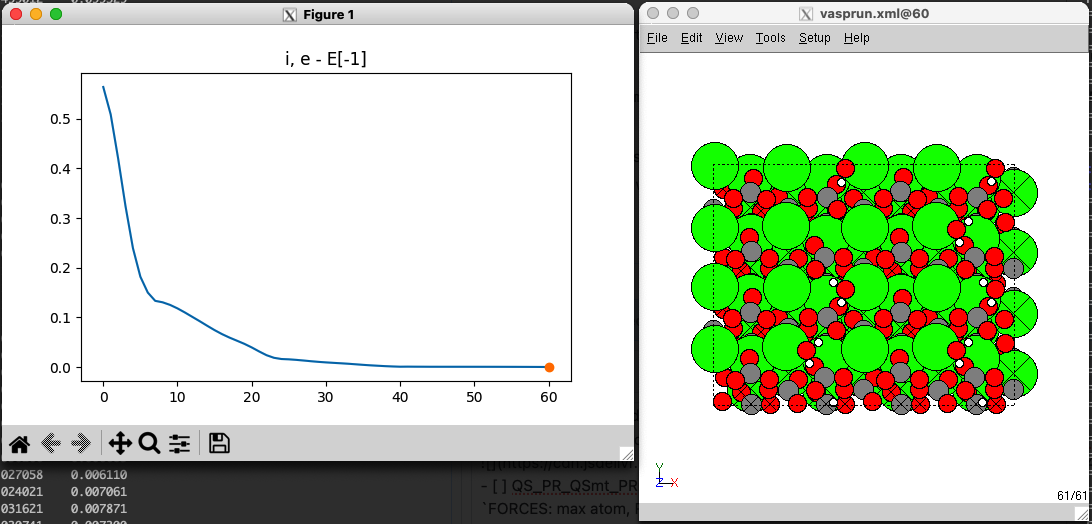 Figure 1
i, e - E[-1]
0.5
0.4
0.3
0.2
0.1
0.0
0 10 20 30 40 50 60
027058 0.006110
024021 0.007061
031621 0.007871
- [ ] QS_PR_QSmt_PR
`FORCES: max atom,
vasprun.xml@60
File Edit View Tools Setup Help
Y
Z X
61/61